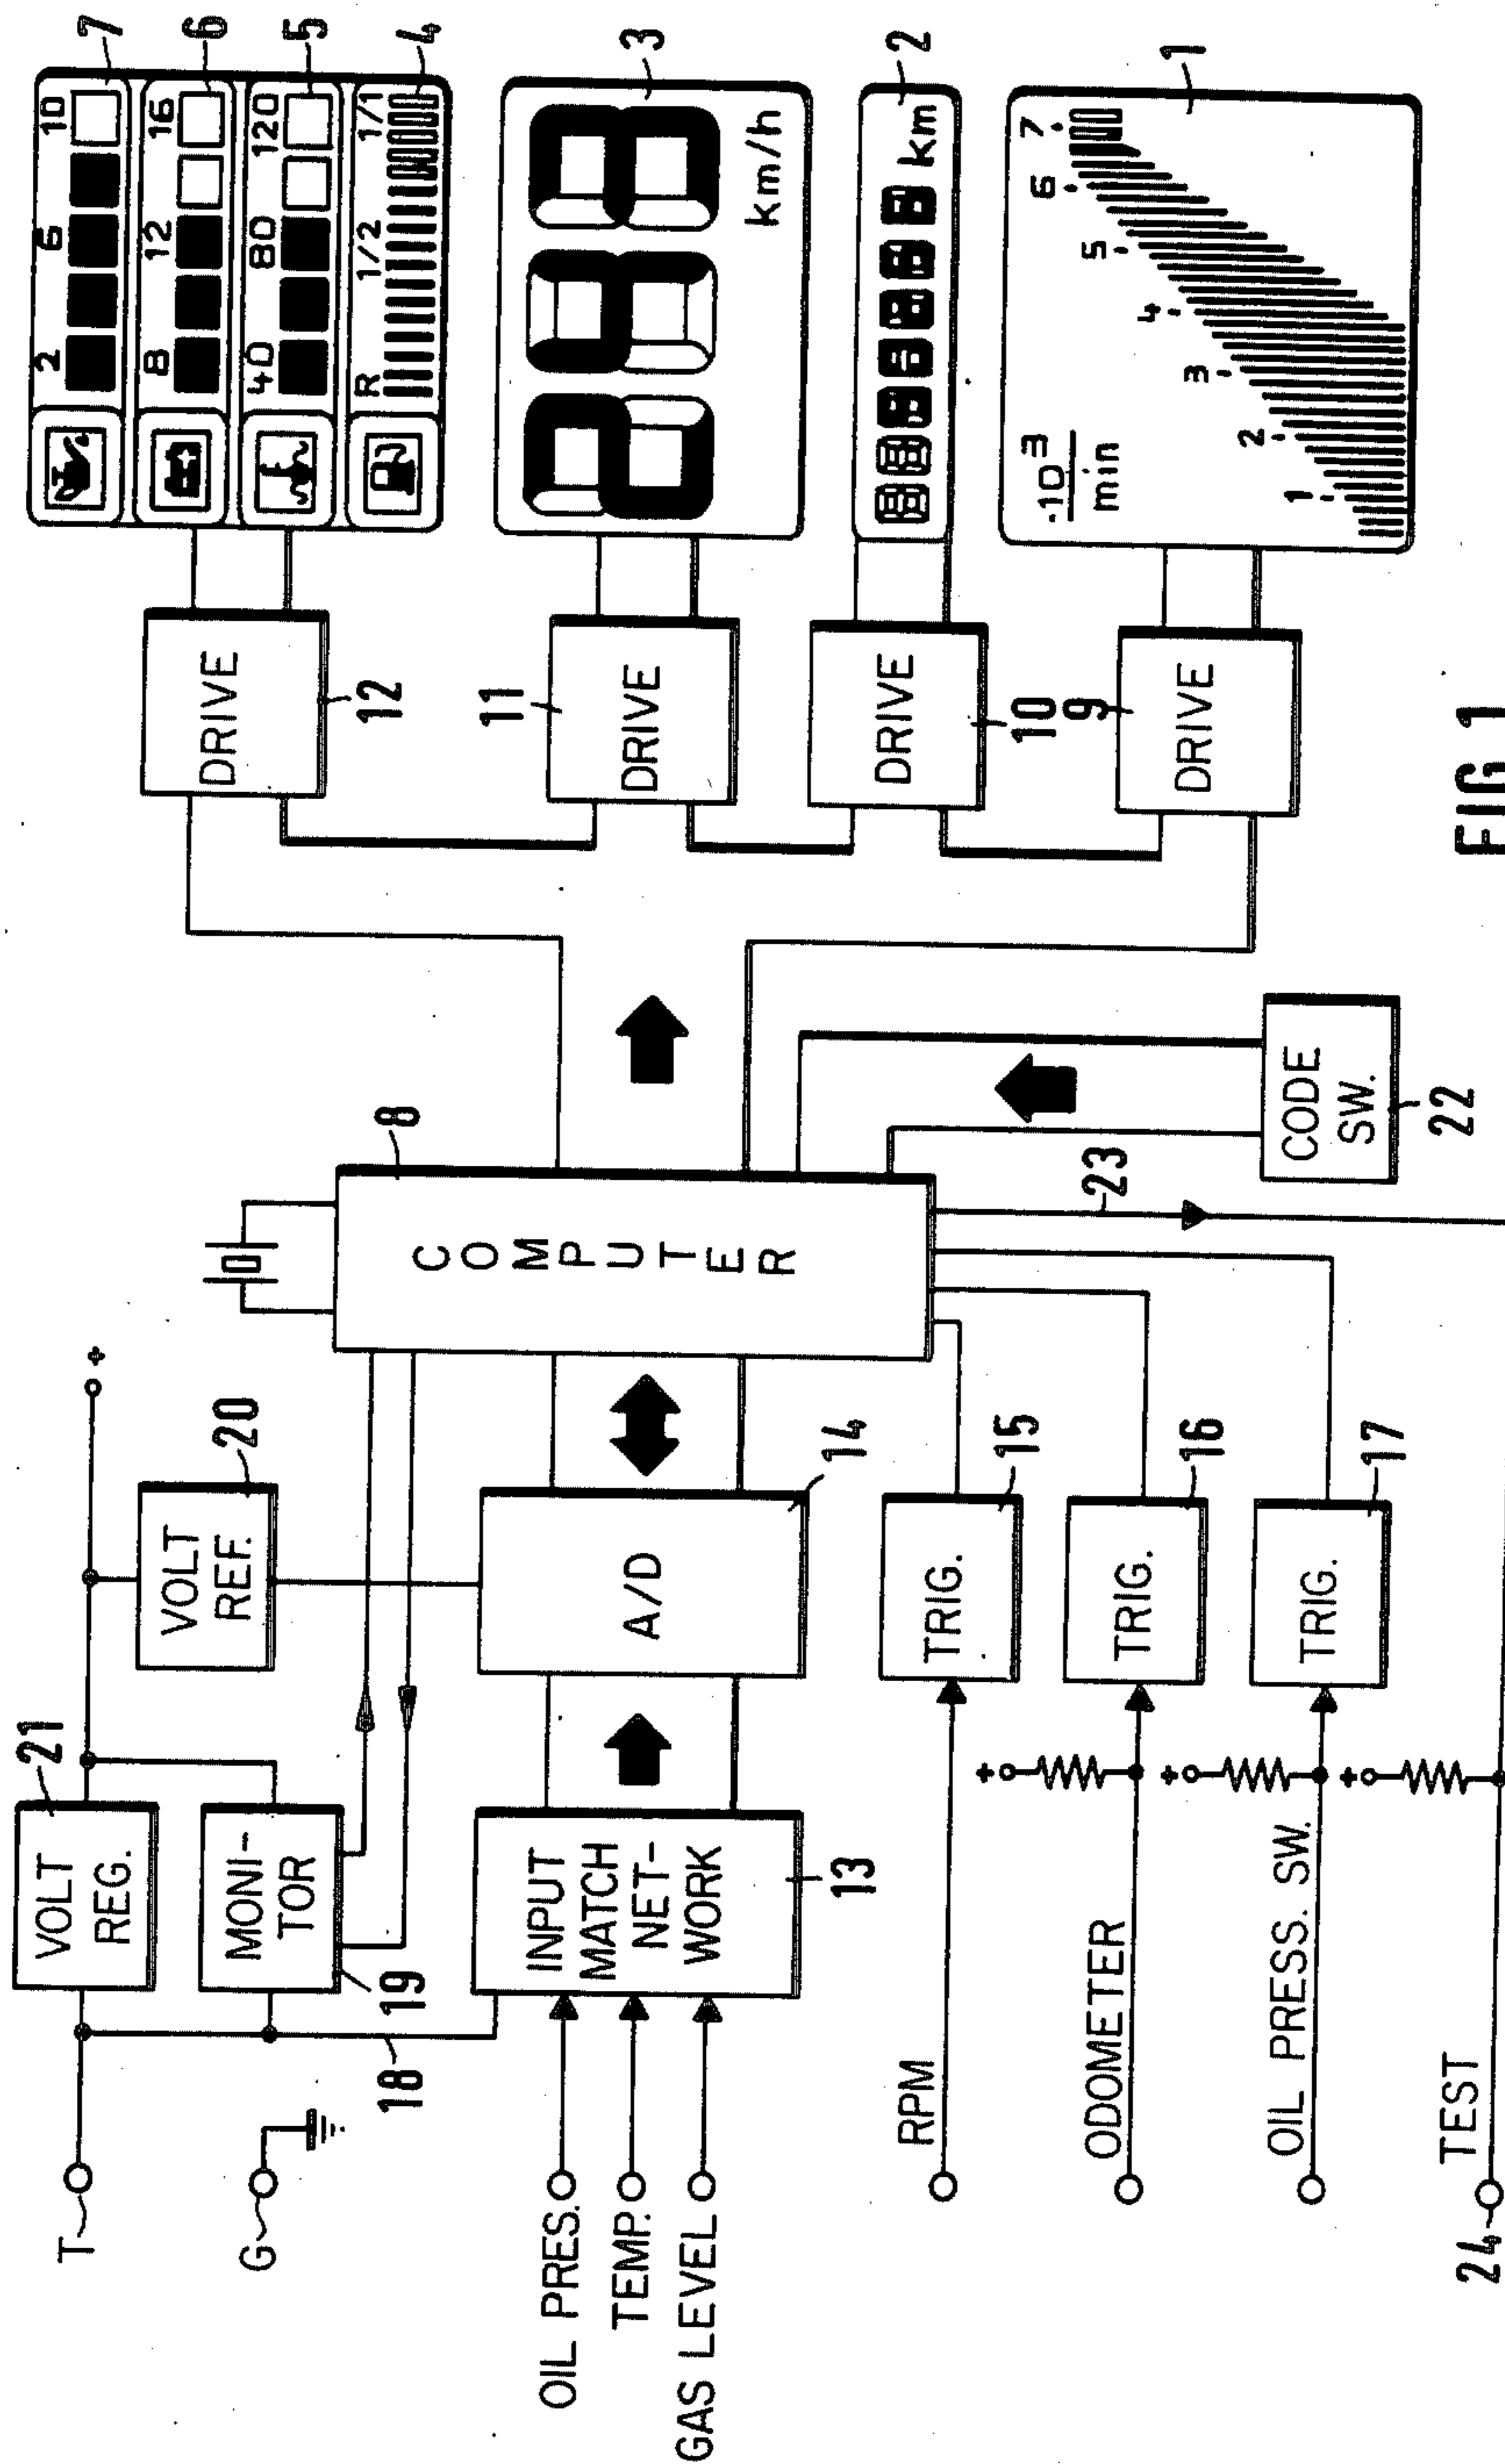 T
G
OIL PRES.
TEMP.
GAS LEVEL
RPM
ODOMETER
OIL PRESS. SW.
24
TEST
18
VOLT
REG.
21
MONI-
TOR
19
INPUT
MATCH
NET-
WORK
13
VOLT
REF.
20
+
A/D
14
TRIG.
15
+
TRIG.
16
+
TRIG.
17
+
COMPUTER
8
23
CODE
SW.
22
DRIVE
12
DRIVE
11
DRIVE
10
DRIVE
9
2 6 10
7
8 12 16
6
40 80 120
5
R 1/2 1/1
4
243
km/h
3
km
2
·10³
min
1 2 3 4 5 6 7
1
FIG. 1